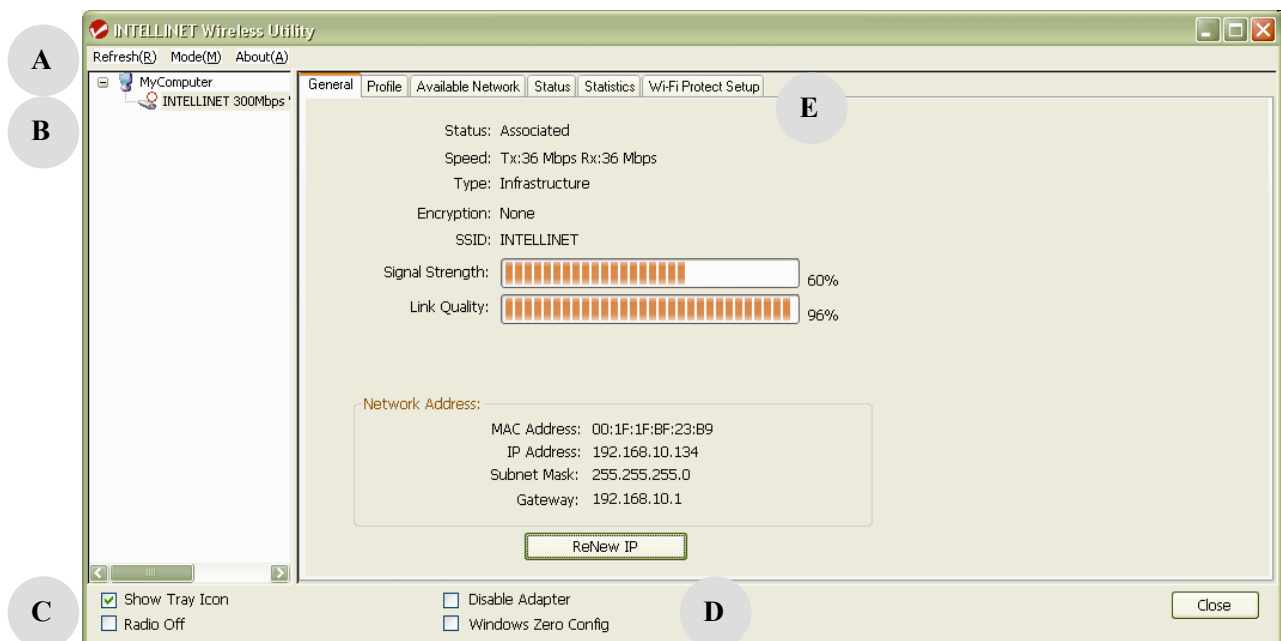 INTELLINET Wireless Utility
A
Refresh(R) Mode(M) About(A)
MyComputer
INTELLINET 300Mbps
B
General Profile Available Network Status Statistics Wi-Fi Protect Setup
E
Status: Associated
Speed: Tx:36 Mbps Rx:36 Mbps
Type: Infrastructure
Encryption: None
SSID: INTELLINET
Signal Strength: 60%
Link Quality: 96%
Network Address:
MAC Address: 00:1F:1F:BF:23:B9
IP Address: 192.168.10.134
Subnet Mask: 255.255.255.0
Gateway: 192.168.10.1
ReNew IP
C
Show Tray Icon Disable Adapter
Radio Off Windows Zero Config
D
Close